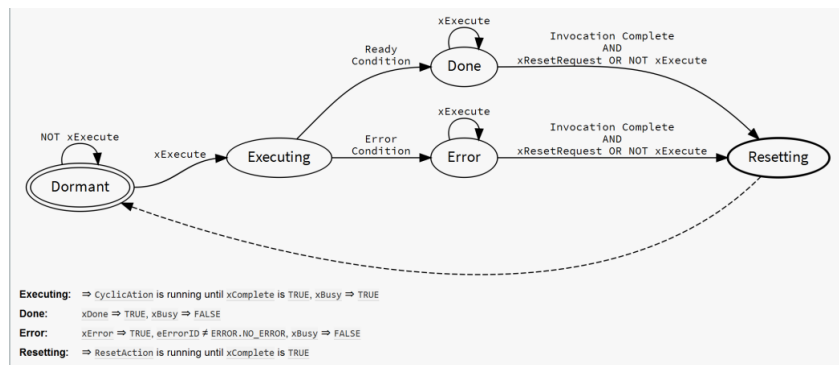 xExecute
Invocation Complete
AND
xResetRequest OR NOT xExecute
Ready
Condition
Done
xExecute
NOT xExecute
Invocation Complete
AND
xResetRequest OR NOT xExecute
Error
Condition
xExecute
Executing
Error
Resetting
Dormant
Executing: ⇒ CyclicAtion is running until xComplete is TRUE, xBusy ⇒ TRUE
Done: xDone ⇒ TRUE, xBusy ⇒ FALSE
Error: xError ⇒ TRUE, eErrorID ≠ ERROR.NO_ERROR, xBusy ⇒ FALSE
Resetting: ⇒ ResetAction is running until xComplete is TRUE